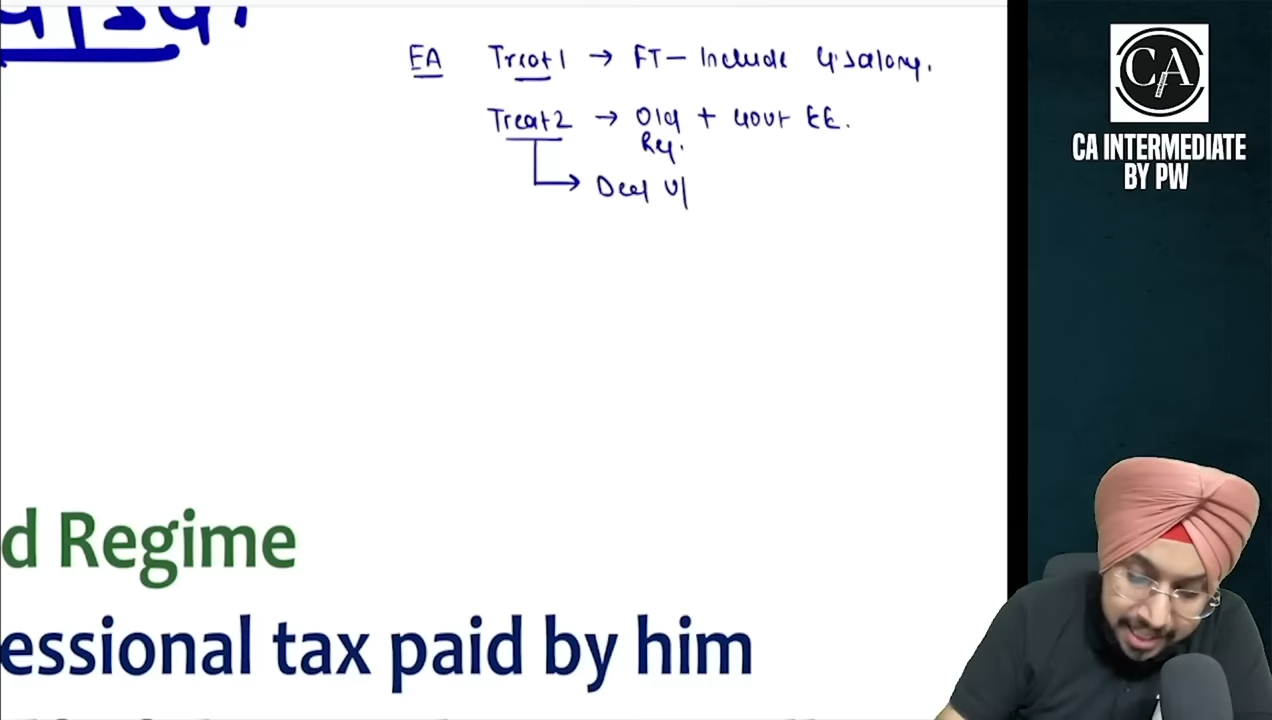 EA Treat 1 → FT – Include G. Salary.
Treat 2 → Old + Govt EE.
Reg.
→ Ded u/
CA
CA INTERMEDIATE
BY PW
d Regime
essional tax paid by him